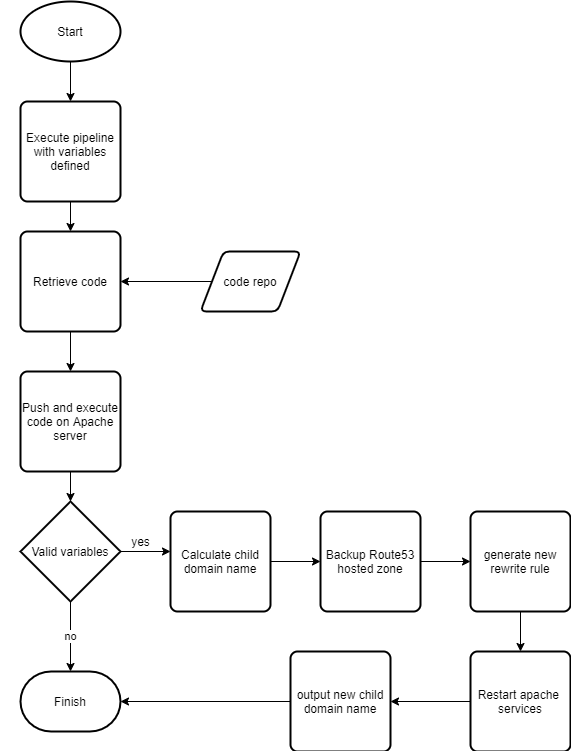 Start
Execute pipeline
with variables
defined
Retrieve code
code repo
Push and execute
code on Apache
server
Valid variables
yes
Calculate child
domain name
Backup Route53
hosted zone
generate new
rewrite rule
no
Finish
output new child
domain name
Restart apache
services